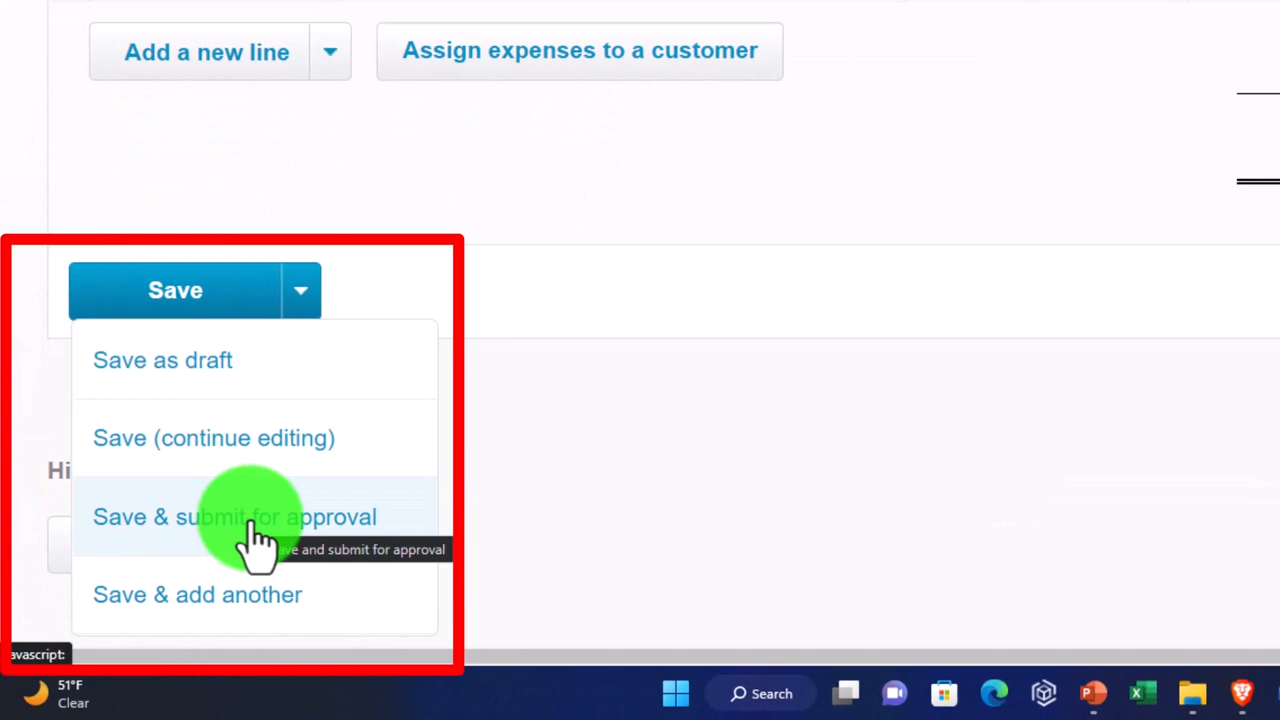 Add a new line
Assign expenses to a customer
Save
Save as draft
Save (continue editing)
Hi
Save & submit for approval
ave and submit for approval
Save & add another
avascript:
51°F
Clear
Search